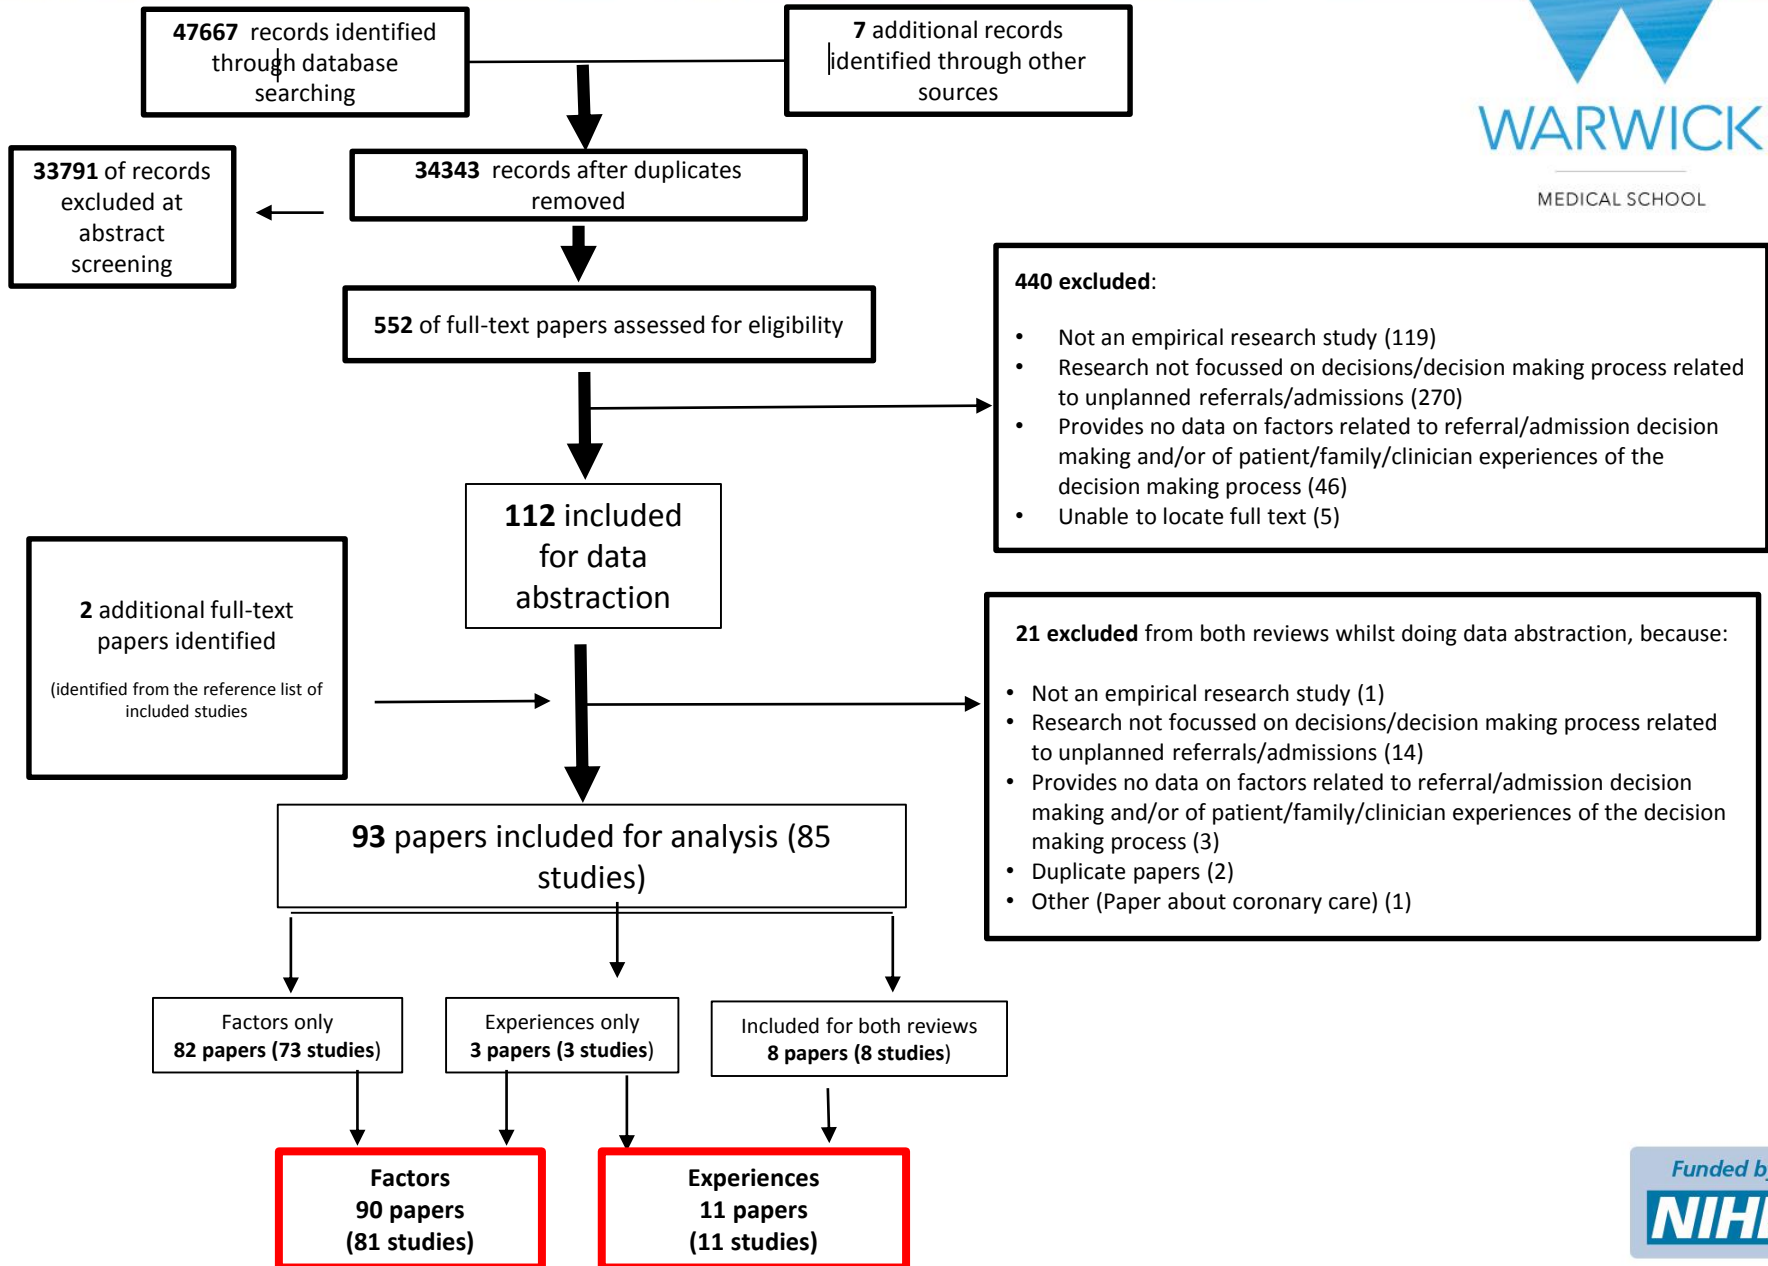 47667 records identified
through database
searching
7 additional records
identified through other
sources
WARWICK
MEDICAL SCHOOL
33791 of records
excluded at
abstract
screening
34343 records after duplicates
removed
552 of full-text papers assessed for eligibility
440 excluded:
• Not an empirical research study (119)
• Research not focussed on decisions/decision making process related
to unplanned referrals/admissions (270)
• Provides no data on factors related to referral/admission decision
making and/or of patient/family/clinician experiences of the
decision making process (46)
• Unable to locate full text (5)
112 included
for data
abstraction
2 additional full-text
papers identified
(identified from the reference list of
included studies
21 excluded from both reviews whilst doing data abstraction, because:
• Not an empirical research study (1)
• Research not focussed on decisions/decision making process related
to unplanned referrals/admissions (14)
• Provides no data on factors related to referral/admission decision
making and/or of patient/family/clinician experiences of the decision
making process (3)
• Duplicate papers (2)
• Other (Paper about coronary care) (1)
93 papers included for analysis (85
studies)
Factors only
82 papers (73 studies)
Experiences only
3 papers (3 studies)
Included for both reviews
8 papers (8 studies)
Factors
90 papers
(81 studies)
Experiences
11 papers
(11 studies)
Funded by
NIH